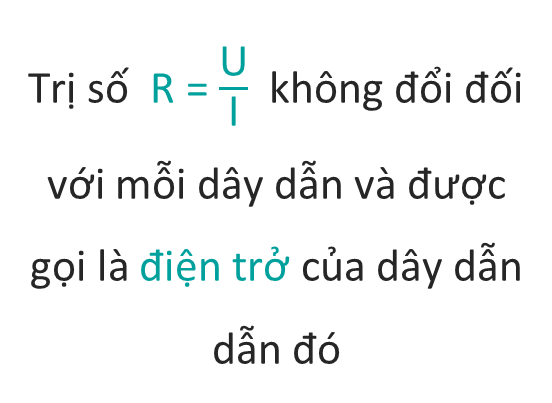 Trị số R = U/I không đổi đối
với mỗi dây dẫn và được
gọi là điện trở của dây dẫn
dẫn đó